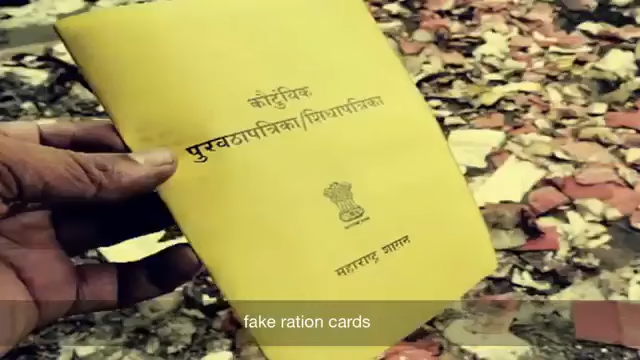 कौटुंबिक
पुरवठापत्रिका/शिधापत्रिका
महाराष्ट्र शासन
fake ration cards